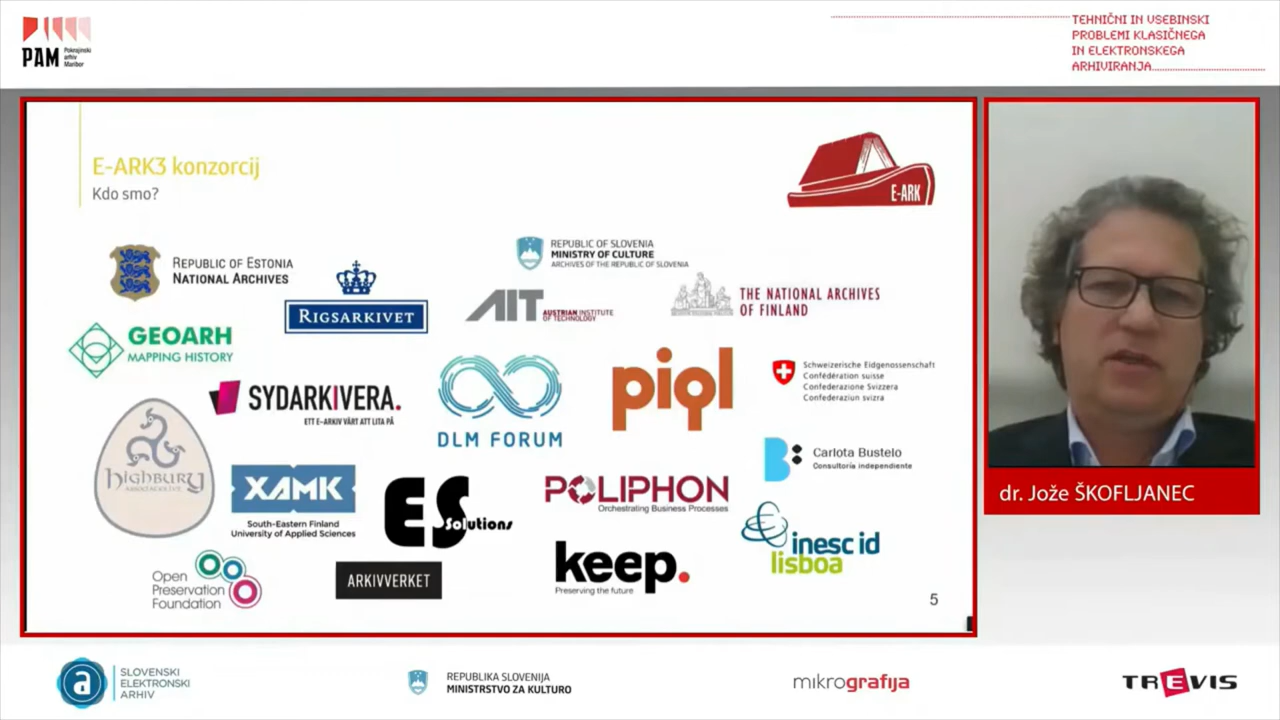 PAM
Pokrajinski
arhiv
Maribor
TEHNIČNI IN VSEBINSKI
PROBLEMI KLASIČNEGA
IN ELEKTRONSKEGA
ARHIVIRANJA
E-ARK3 konzorcij
Kdo smo?
E-ARK
REPUBLIC OF ESTONIA
NATIONAL ARCHIVES
RIGSARKIVET
REPUBLIC OF SLOVENIA
MINISTRY OF CULTURE
ARCHIVES OF THE REPUBLIC OF SLOVENIA
AIT
AUSTRIAN INSTITUTE
OF TECHNOLOGY
THE NATIONAL ARCHIVES
OF FINLAND
GEOARH
MAPPING HISTORY
SYDARKIVERA.
ETT E-ARKIV VÄRT ATT LITA PÅ
DLM FORUM
piql
Schweizerische Eidgenossenschaft
Confédération suisse
Confederazione Svizzera
Confederaziun svizra
highbury
XAMK
South-Eastern Finland
University of Applied Sciences
ES
Solutions
POLIPHON
Orchestrating Business Processes
B:
Carlota Bustelo
Consultoría independiente
inesc id
lisboa
Open
Preservation
Foundation
ARKIVVERKET
keep.
Preserving the future
5
dr. Jože ŠKOFLJANEC
a
SLOVENSKI
ELEKTRONSKI
ARHIV
REPUBLIKA SLOVENIJA
MINISTRSTVO ZA KULTURO
mikrografija
TREVIS